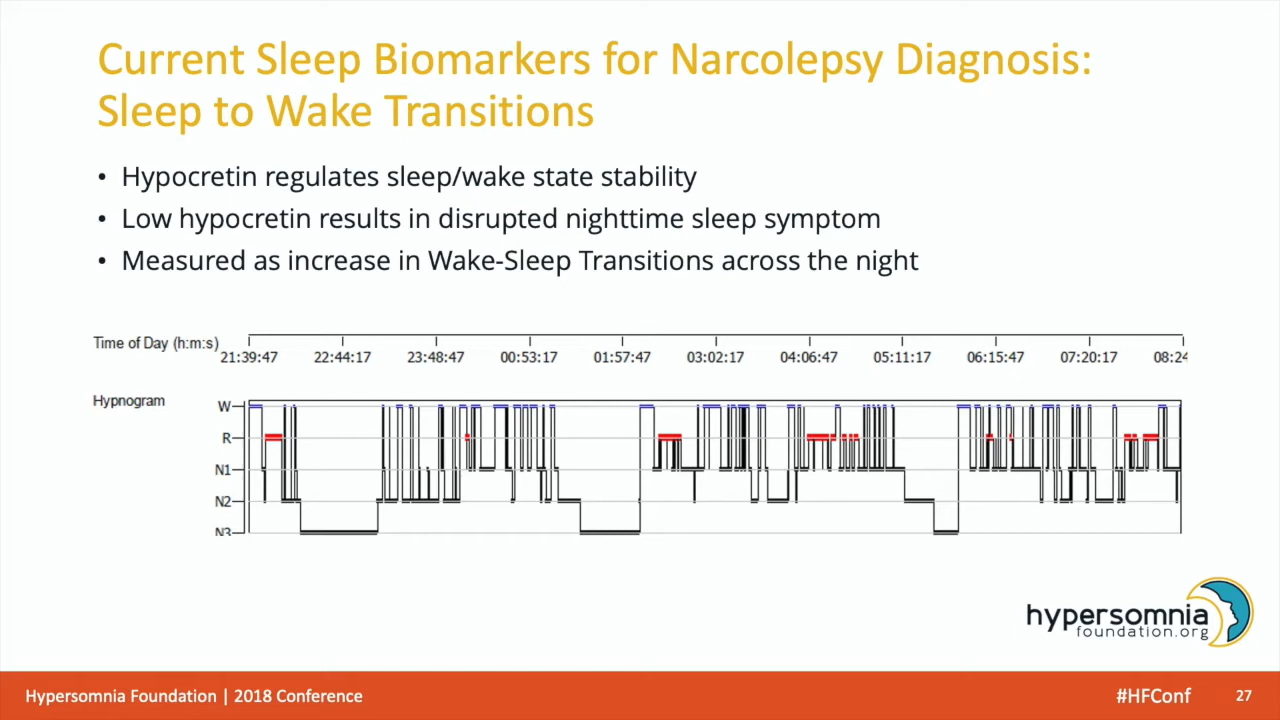 Current Sleep Biomarkers for Narcolepsy Diagnosis:
Sleep to Wake Transitions
• Hypocretin regulates sleep/wake state stability
• Low hypocretin results in disrupted nighttime sleep symptom
• Measured as increase in Wake-Sleep Transitions across the night
Time of Day (h:m:s)
21:39:47 22:44:17 23:48:47 00:53:17 01:57:47 03:02:17 04:06:47 05:11:17 06:15:47 07:20:17 08:24
Hypnogram
W
R
N1
N2
N3
hypersomnia
foundation.org
Hypersomnia Foundation | 2018 Conference #HFConf 27